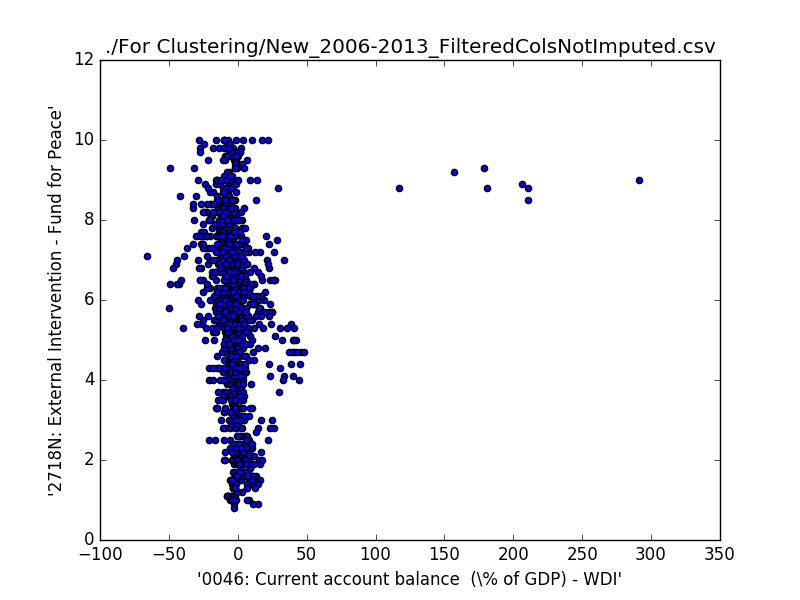 ./For Clustering/New_2006-2013_FilteredColsNotImputed.csv
12
10
8
6
4
2
0
'2718N: External Intervention - Fund for Peace'
−100 −50 0 50 100 150 200 250 300 350
'0046: Current account balance  (\% of GDP) - WDI'